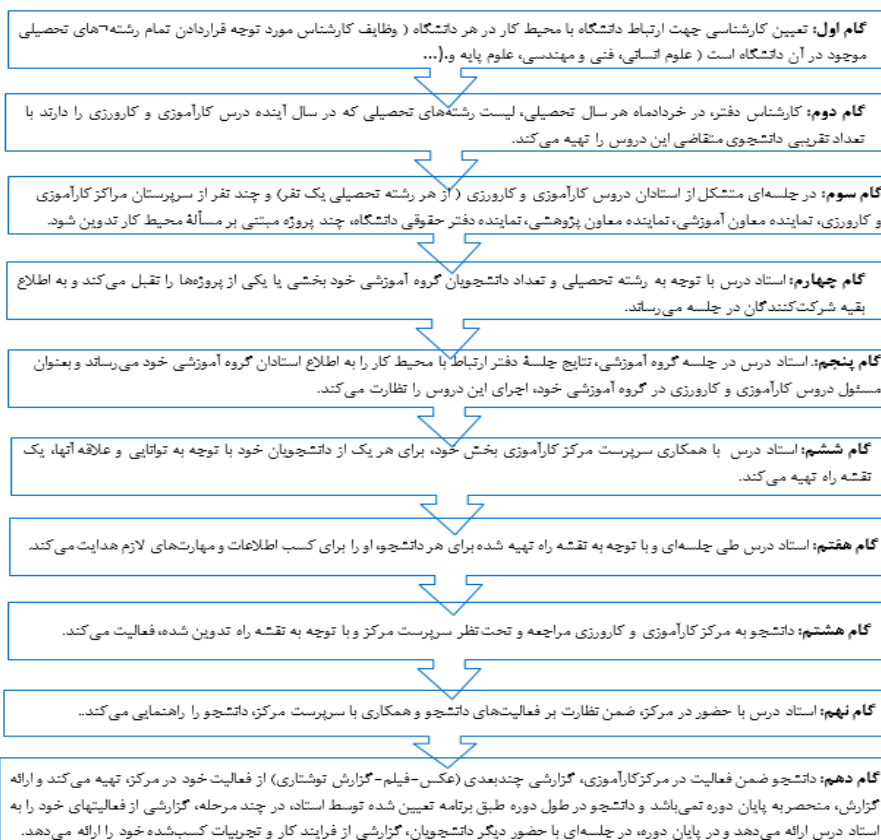 گام اول: تعیین کارشناسی جهت ارتباط دانشگاه با محیط کار در هر دانشگاه ( وظایف کارشناس مورد توجه قراردادن تمام رشته¬های تحصیلی
موجود در آن دانشگاه است ( علوم انسانی، فنی و مهندسی، علوم پایه و.(...
گام دوم: کارشناس دفتر، در خردادماه هر سال تحصیلی، لیست رشته‌های تحصیلی که در سال آینده درس کارآموزی و کارورزی را دارند با
تعداد تقریبی دانشجوی متقاضی این دروس را تهیه می‌کند.
گام سوم: در جلسه‌ای متشکل از استادان دروس کارآموزی و کارورزی ( از هر رشته تحصیلی یک نفر) و چند نفر از سرپرستان مراکز کارآموزی
و کارورزی، نماینده معاون آموزشی، نماینده معاون پژوهشی، نماینده دفتر حقوقی دانشگاه، چند پروژه مبتنی بر مسألۀ محیط کار تدوین شود.
گام چهارم: استاد درس با توجه به رشته تحصیلی و تعداد دانشجویان گروه آموزشی خود بخشی یا یکی از پروژه‌ها را تقبل می‌کند و به اطلاع
بقیه شرکت‌کنندگان در جلسه می‌رساند.
گام پنجم:. استاد درس در جلسه گروه آموزشی، نتایج جلسۀ دفتر ارتباط با محیط کار را به اطلاع استادان گروه آموزشی خود می‌رساند و بعنوان
مسئول دروس کارآموزی و کارورزی در گروه آموزشی خود، اجرای این دروس را نظارت می‌کند.
گام ششم: استاد درس با همکاری سرپرست مرکز کارآموزی بخش خود، برای هر یک از دانشجویان خود با توجه به توانایی و علاقه آنها، یک
نقشه راه تهیه می‌کند.
گام هفتم: استاد درس طی جلسه‌ای و با توجه به نقشه راه تهیه شده برای هر دانشجو، او را برای کسب اطلاعات و مهارت‌های لازم هدایت می‌کند.
گام هشتم: دانشجو به مرکز کارآموزی و کارورزی مراجعه و تحت‌نظر سرپرست مرکز و با توجه به نقشه راه تدوین شده، فعالیت می‌کند.
گام نهم: استاد درس با حضور در مرکز، ضمن نظارت بر فعالیت‌های دانشجو و همکاری با سرپرست مرکز، دانشجو را راهنمایی می‌کند..
گام دهم: دانشجو ضمن فعالیت در مرکزکارآموزی، گزارشی چندبعدی (عکس-فیلم-گزارش نوشتاری) از فعالیت خود در مرکز، تهیه می‌کند و ارائه
گزارش، منحصر به پایان دوره نمی‌باشد و دانشجو در طول دوره طبق برنامه تعیین شده توسط استاد، در چند مرحله، گزارشی از فعالیتهای خود را به
استاد درس ارائه می‌دهد و در پایان دوره، در جلسه‌ای با حضور دیگر دانشجویان، گزارشی از فرایند کار و تجربیات کسب‌شده خود را ارائه می‌دهد.